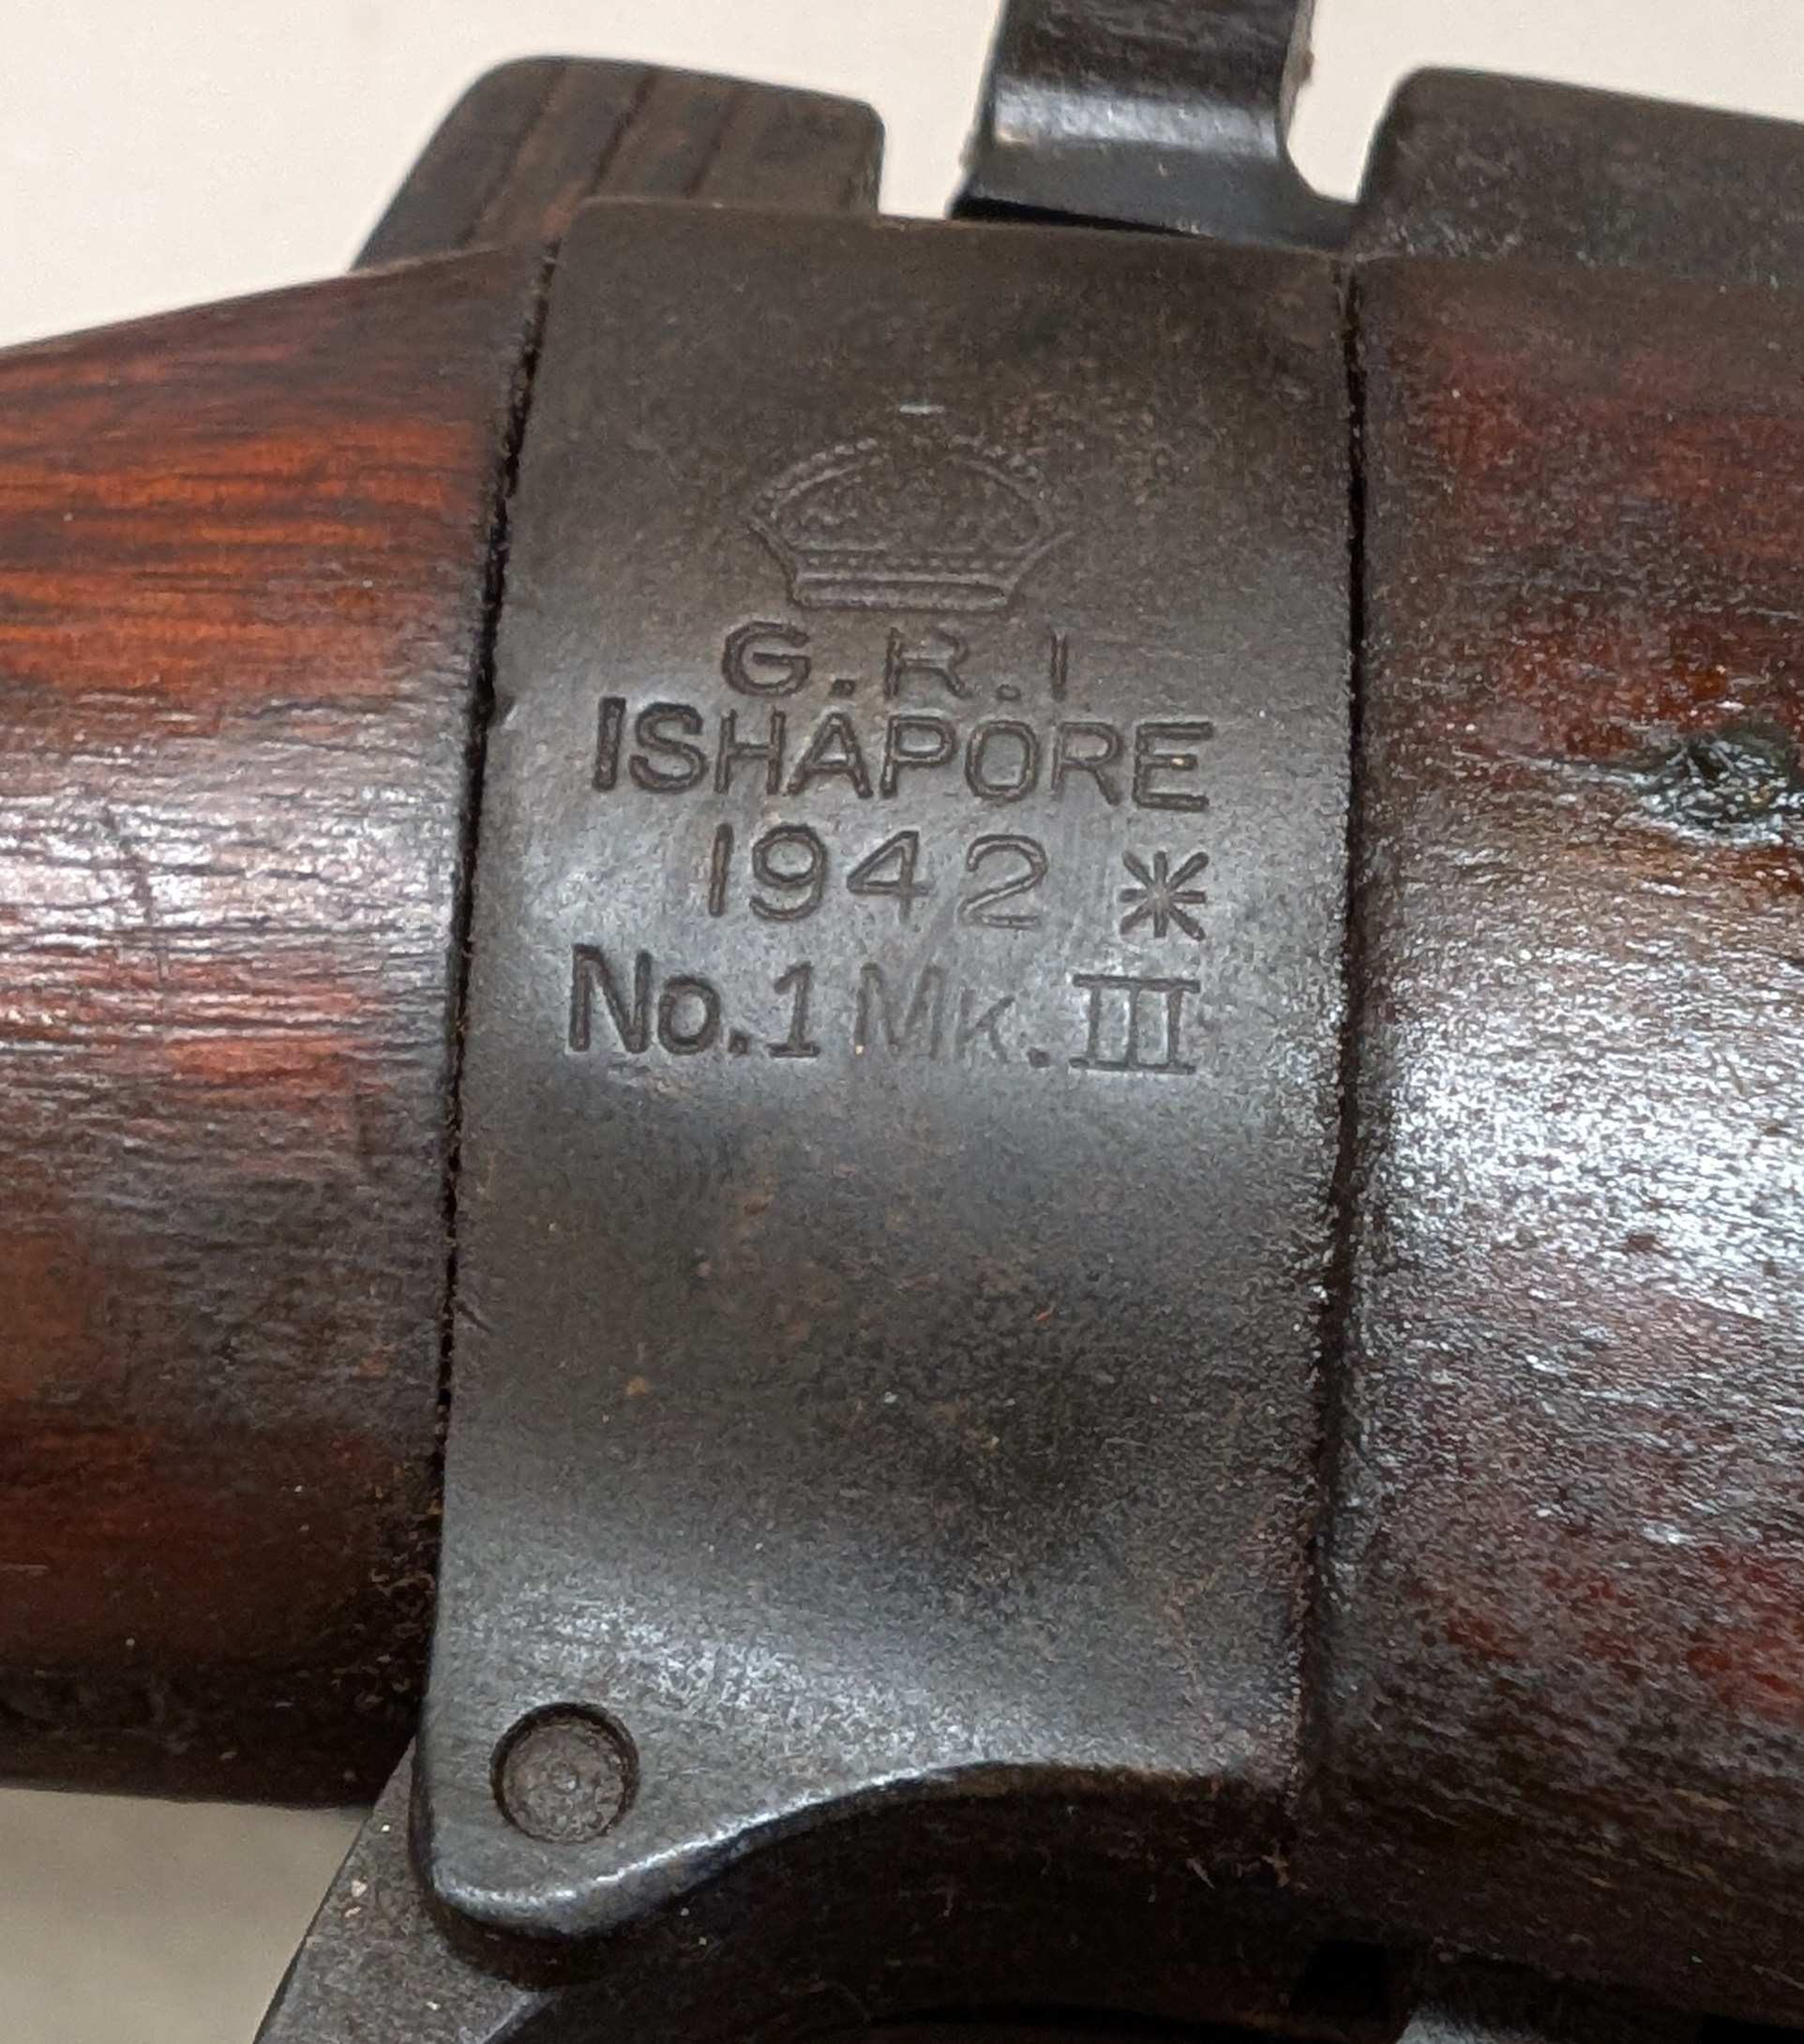 G.R.I
ISHAPORE
1942 *
No.1 Mk.III